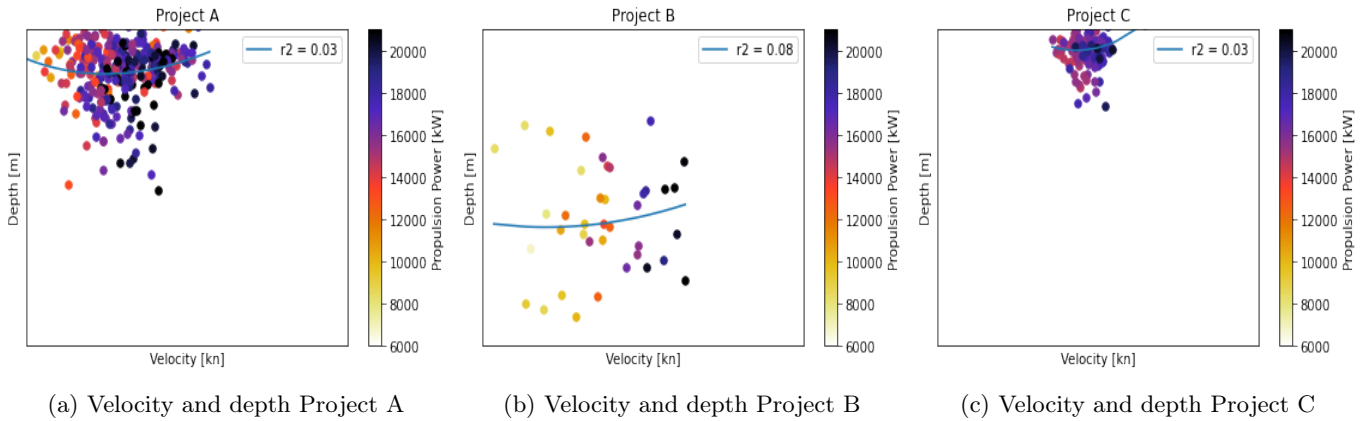 Project A
r2 = 0.03
Depth [m]
Velocity [kn]
20000
18000
16000
14000
12000
10000
8000
6000
Propulsion Power [kW]
(a) Velocity and depth Project A
Project B
r2 = 0.08
Depth [m]
Velocity [kn]
20000
18000
16000
14000
12000
10000
8000
6000
Propulsion Power [kW]
(b) Velocity and depth Project B
Project C
r2 = 0.03
Depth [m]
Velocity [kn]
20000
18000
16000
14000
12000
10000
8000
6000
Propulsion Power [kW]
(c) Velocity and depth Project C